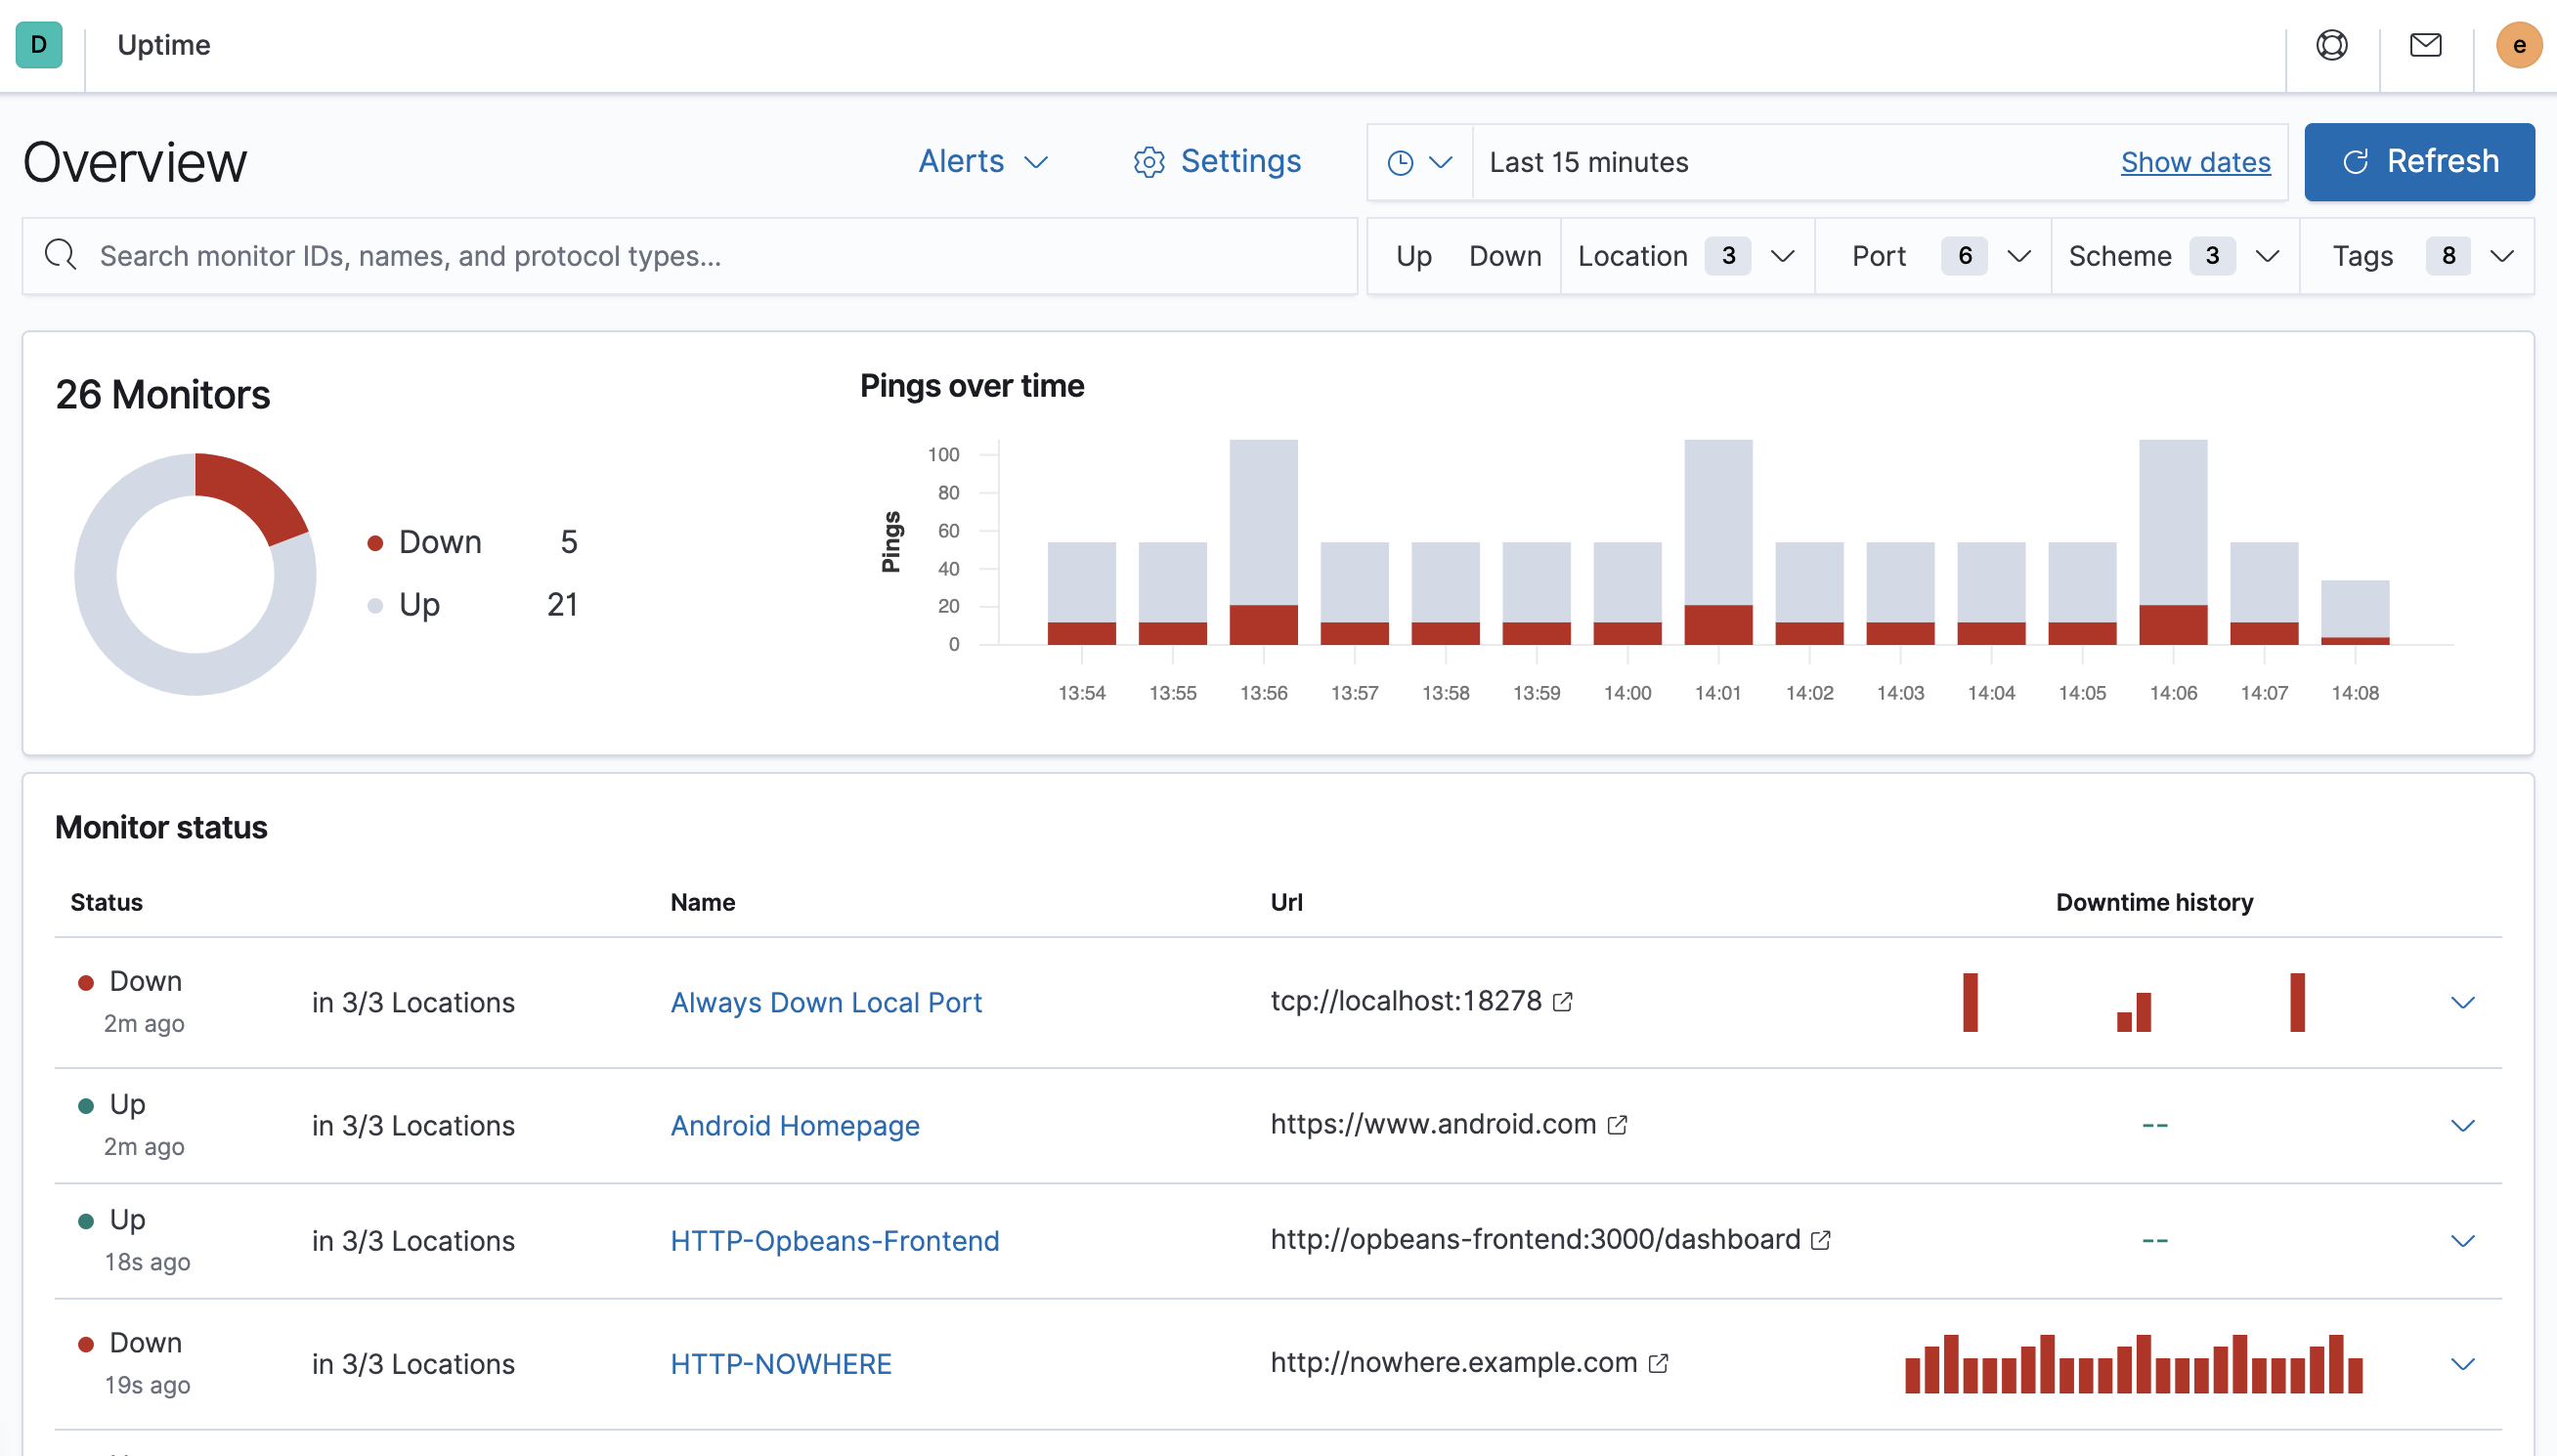 D
Uptime
e
Overview
Alerts
Settings
Last 15 minutes
Show dates
Refresh
Search monitor IDs, names, and protocol types...
Up
Down
Location 3
Port 6
Scheme 3
Tags 8
26 Monitors
Down 5
Up 21
Pings over time
Pings
100
80
60
40
20
0
13:54 13:55 13:56 13:57 13:58 13:59 14:00 14:01 14:02 14:03 14:04 14:05 14:06 14:07 14:08
Monitor status
Status Name Url Downtime history
Down
2m ago
in 3/3 Locations
Always Down Local Port
tcp://localhost:18278
Up
2m ago
in 3/3 Locations
Android Homepage
https://www.android.com
--
Up
18s ago
in 3/3 Locations
HTTP-Opbeans-Frontend
http://opbeans-frontend:3000/dashboard
--
Down
19s ago
in 3/3 Locations
HTTP-NOWHERE
http://nowhere.example.com